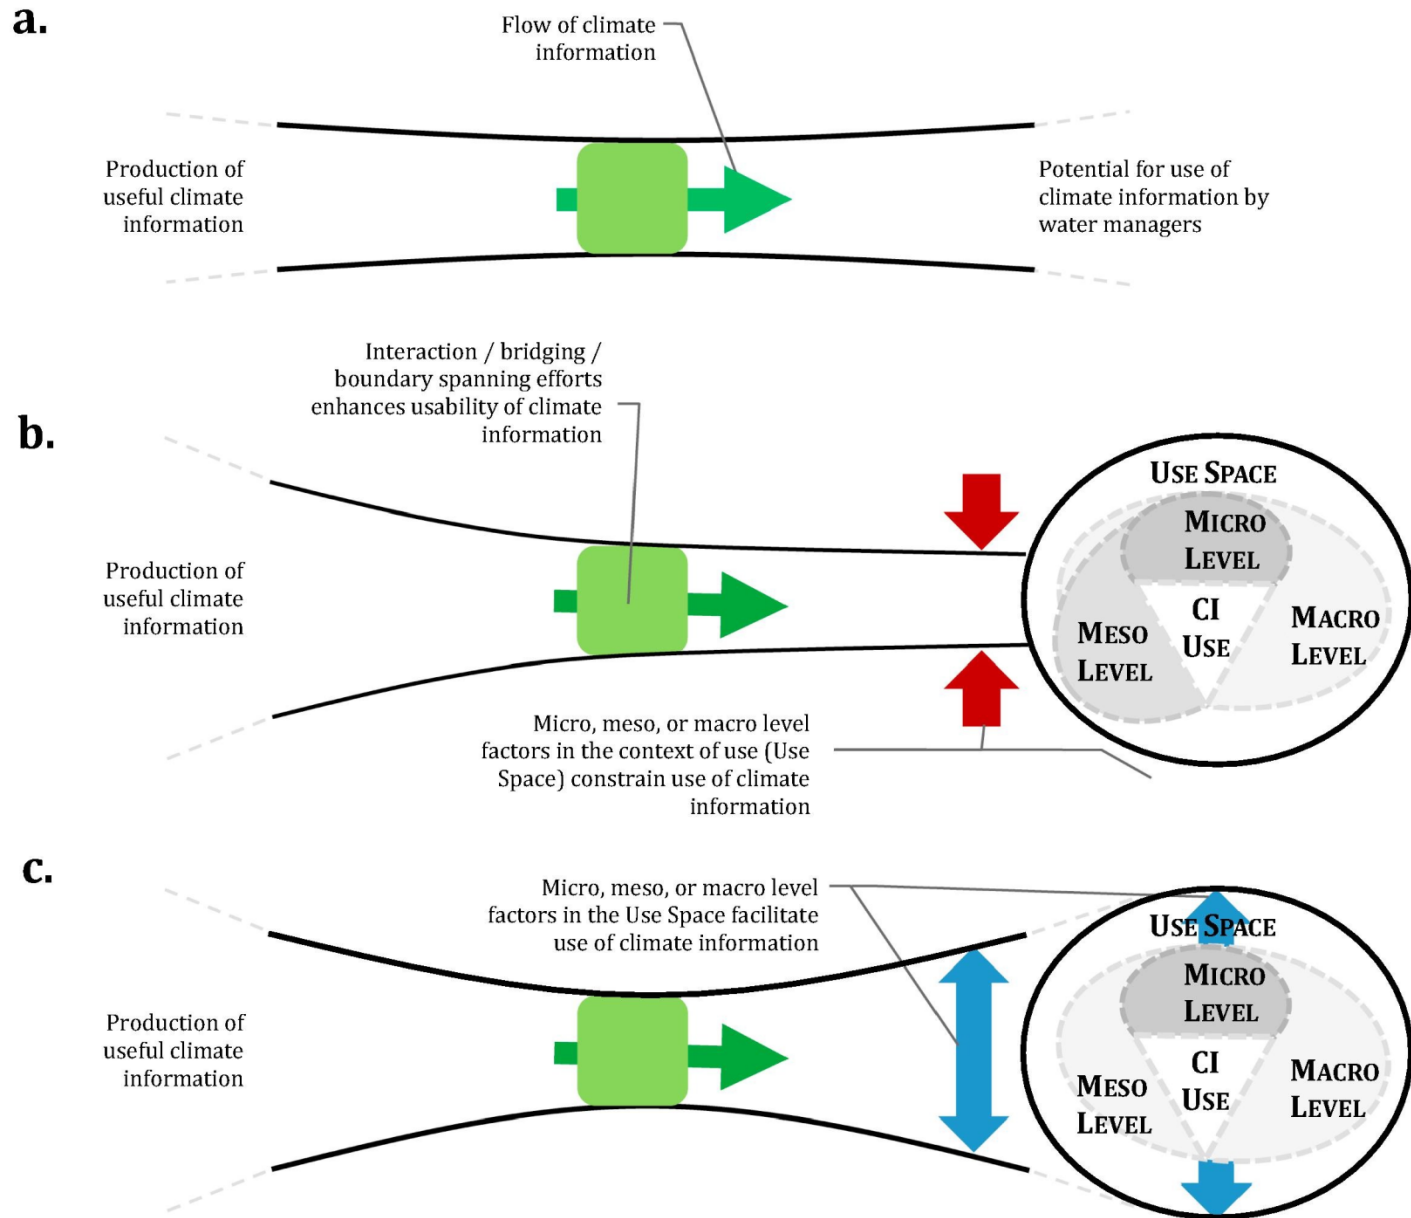 a.
Flow of climate
information
Production of
useful climate
information
Potential for use of
climate information by
water managers
Interaction / bridging /
boundary spanning efforts
enhances usability of climate
information
b.
Production of
useful climate
information
USE SPACE
MICRO
LEVEL
CI
USE
MESO
LEVEL
MACRO
LEVEL
Micro, meso, or macro level
factors in the context of use (Use
Space) constrain use of climate
information
c.
Micro, meso, or macro level
factors in the Use Space facilitate
use of climate information
Production of
useful climate
information
USE SPACE
MICRO
LEVEL
CI
USE
MESO
LEVEL
MACRO
LEVEL